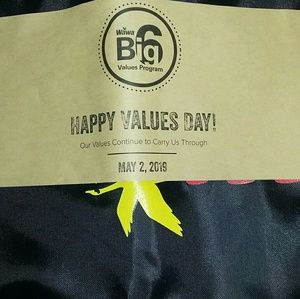 Wawa
Big
6
Values Program
HAPPY VALUES DAY!
Our Values Continue to Carry Us Through
MAY 2, 2019